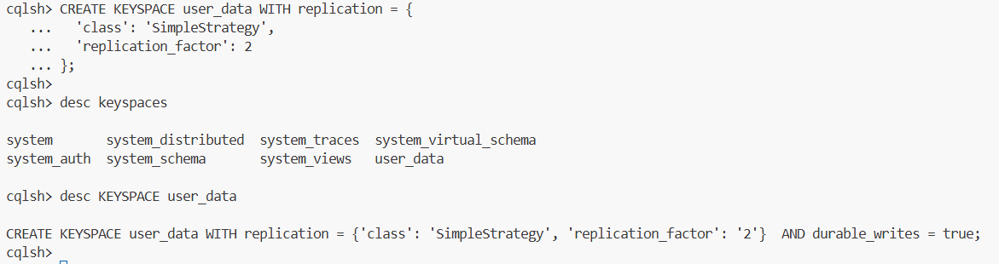 cqlsh> CREATE KEYSPACE user_data WITH replication = {
   ...   'class': 'SimpleStrategy',
   ...   'replication_factor': 2
   ... };
cqlsh>
cqlsh> desc keyspaces

system       system_distributed  system_traces  system_virtual_schema
system_auth  system_schema       system_views   user_data

cqlsh> desc KEYSPACE user_data

CREATE KEYSPACE user_data WITH replication = {'class': 'SimpleStrategy', 'replication_factor': '2'}  AND durable_writes = true;
cqlsh>